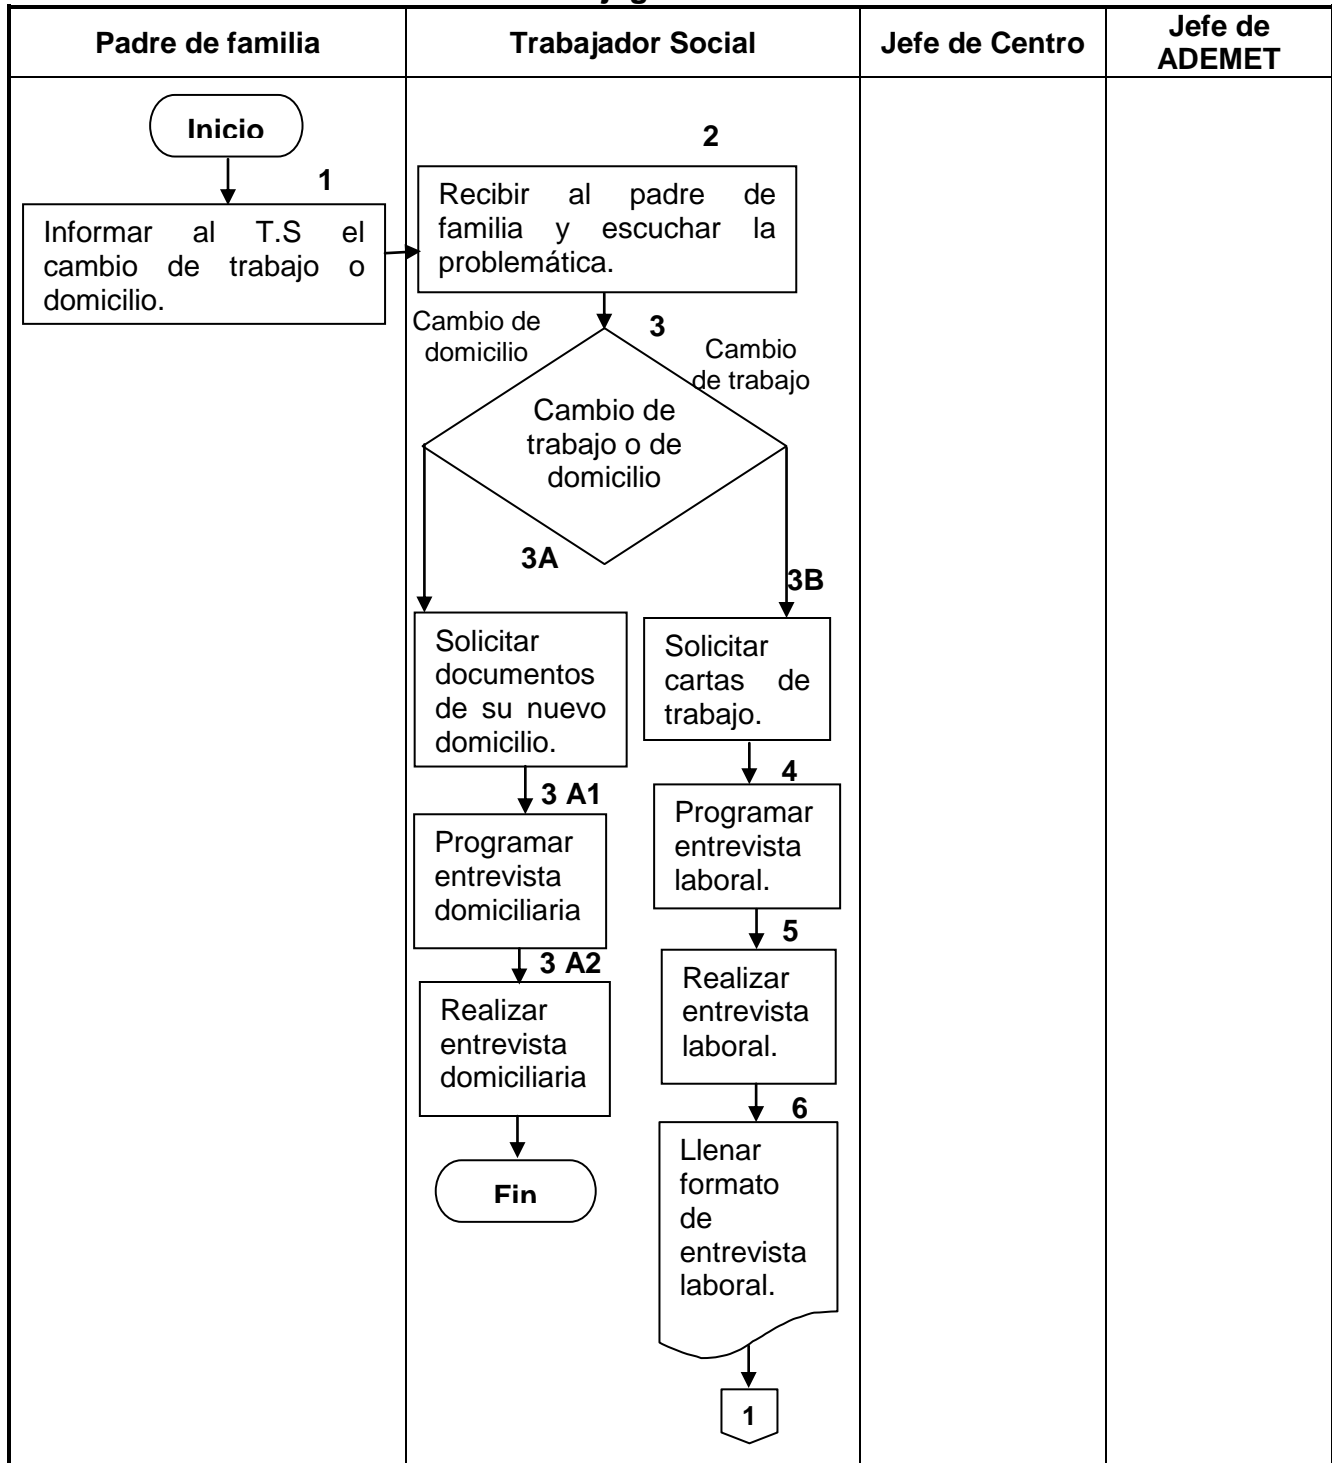 Padre de familia
Trabajador Social
Jefe de Centro
Jefe de
ADEMET
Inicio
1
Informar al T.S el
cambio de trabajo o
domicilio.
2
Recibir al padre de
familia y escuchar la
problemática.
Cambio de
domicilio
3
Cambio
de trabajo
Cambio de
trabajo o de
domicilio
3A
3B
Solicitar
documentos
de su nuevo
domicilio.
Solicitar
cartas de
trabajo.
3 A1
4
Programar
entrevista
domiciliaria
Programar
entrevista
laboral.
3 A2
5
Realizar
entrevista
domiciliaria
Realizar
entrevista
laboral.
6
Fin
Llenar
formato
de
entrevista
laboral.
1